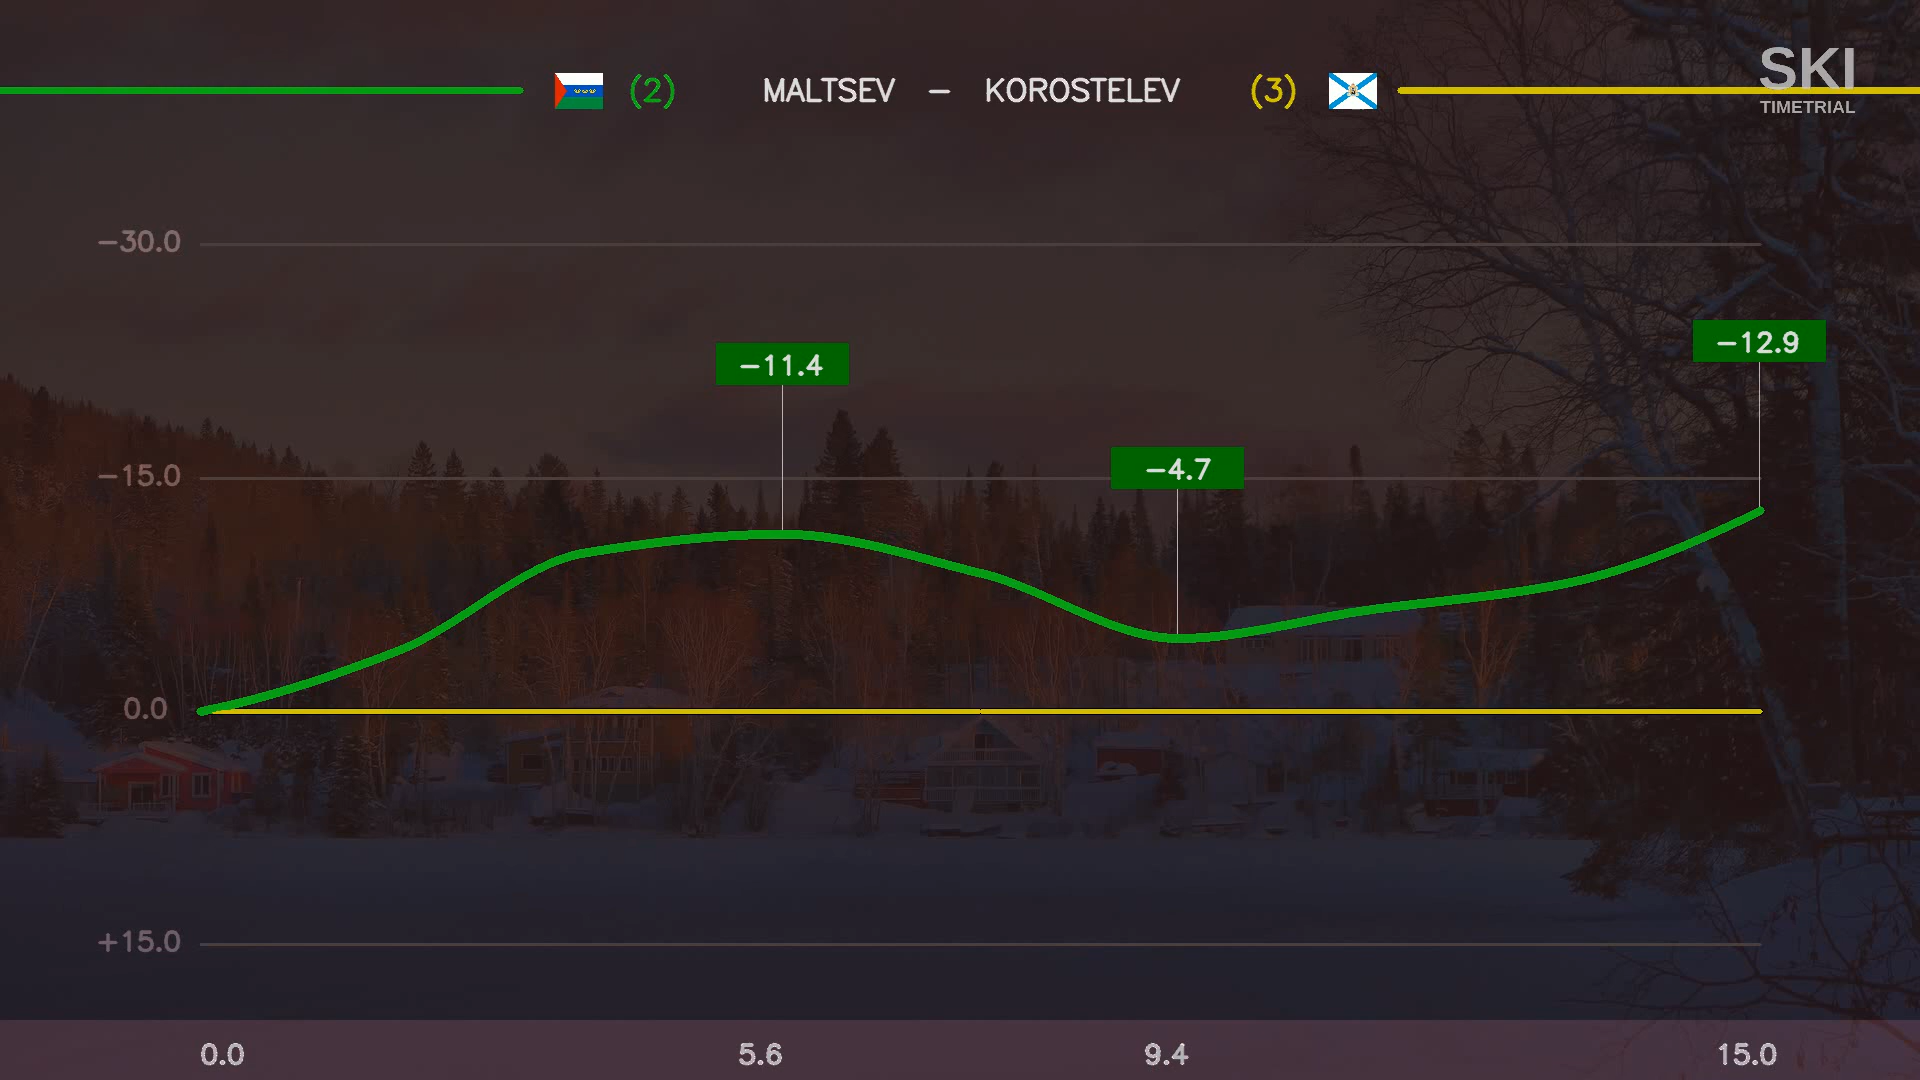 (2) MALTSEV – KOROSTELEV (3)
SKI
TIMETRIAL
−30.0
−12.9
−11.4
−15.0
−4.7
0.0
+15.0
0.0 5.6 9.4 15.0